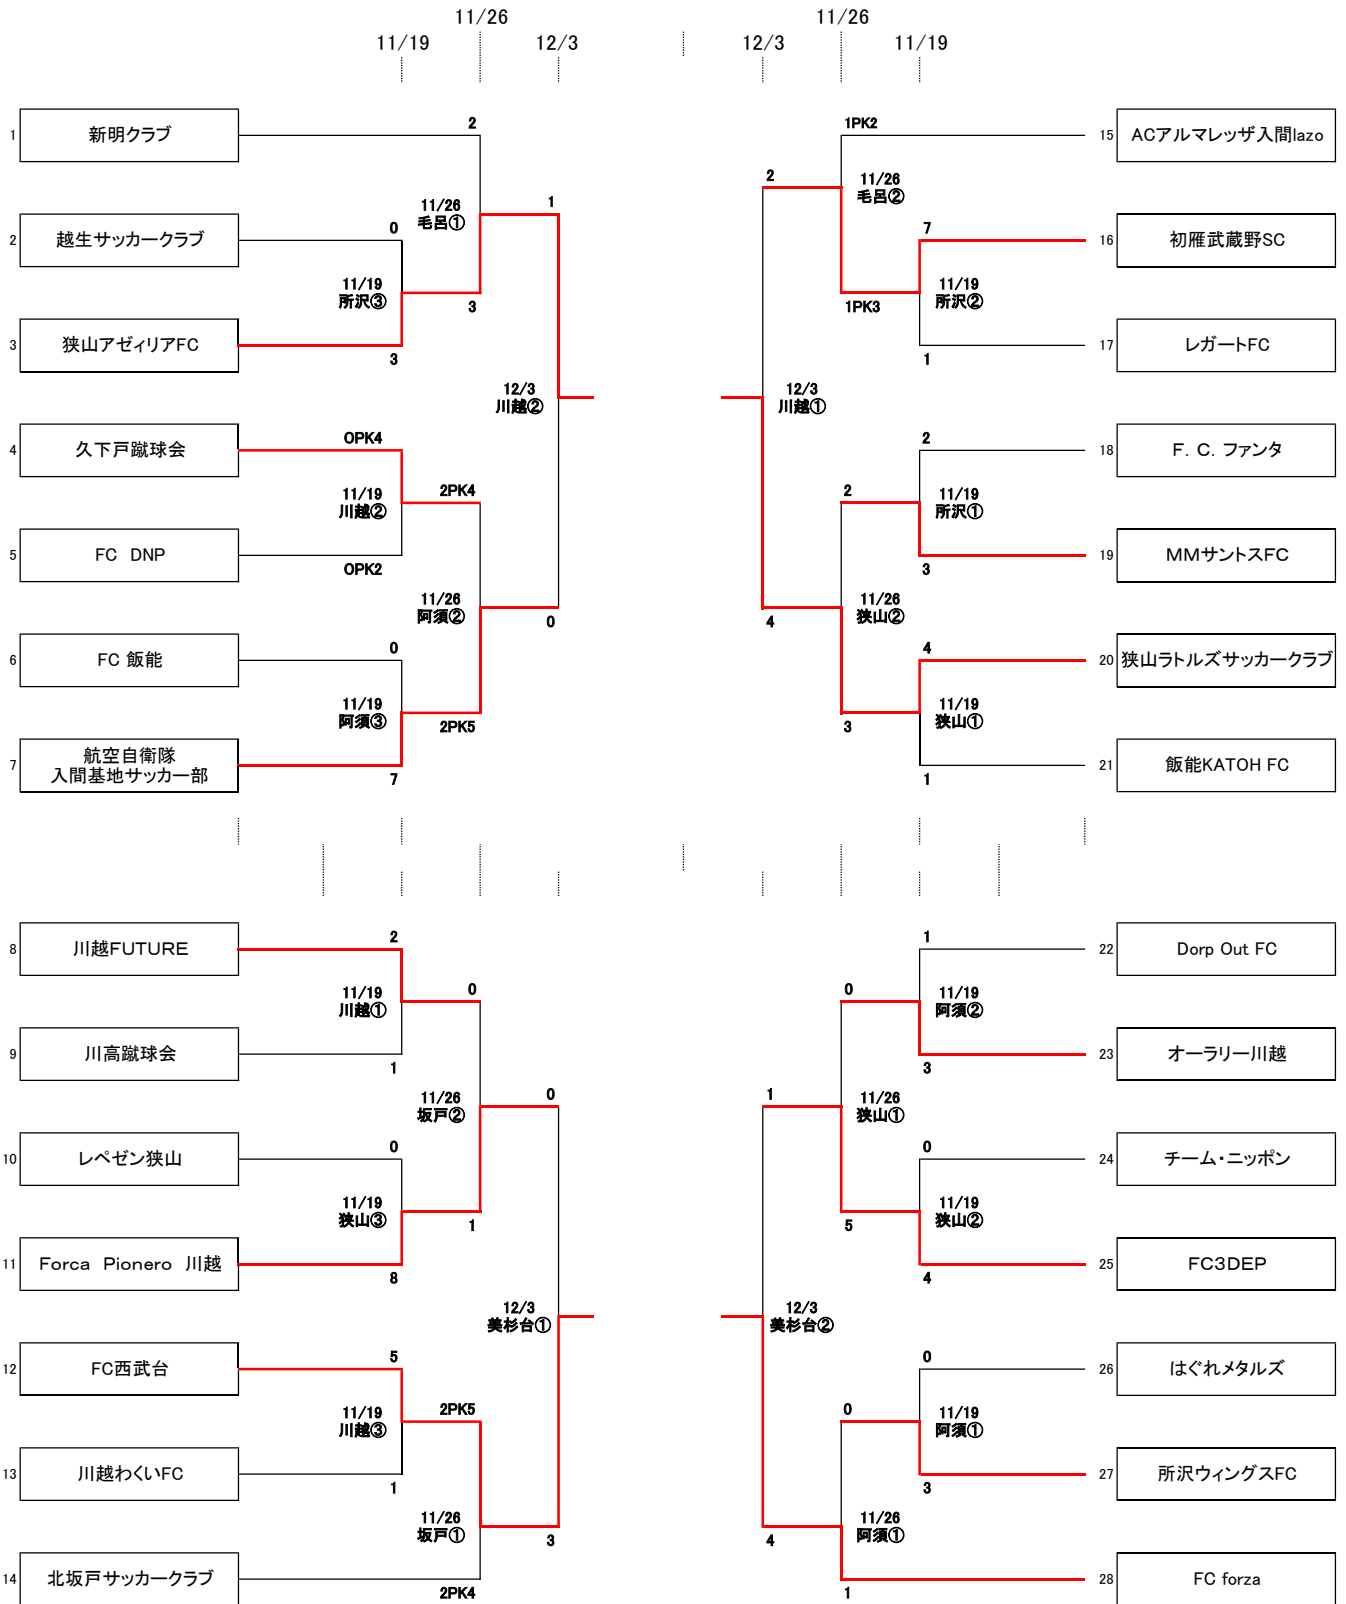 11/26
11/26
11/19
12/3
12/3
11/19
1
新明クラブ
2
1PK2
15
ACアルマレッザ入間lazo
2
11/26
毛呂①
1
11/26
毛呂②
2
越生サッカークラブ
0
7
16
初雁武蔵野SC
11/19
所沢③
3
1PK3
11/19
所沢②
3
狭山アゼィリアFC
3
1
17
レガートFC
12/3
川越②
12/3
川越①
4
久下戸蹴球会
0PK4
2
18
F．C．ファンタ
11/19
川越②
2PK4
2
11/19
所沢①
5
FC　DNP
0PK2
3
19
MMサントスFC
11/26
阿須②
0
4
11/26
狭山②
6
FC 飯能
0
4
20
狭山ラトルズサッカークラブ
11/19
阿須③
2PK5
3
11/19
狭山①
7
航空自衛隊
入間基地サッカー部
7
1
21
飯能KATOH FC
8
川越FUTURE
2
1
22
Dorp Out FC
11/19
川越①
0
0
11/19
阿須②
9
川高蹴球会
1
3
23
オーラリー川越
11/26
坂戸②
0
1
11/26
狭山①
10
レペゼン狭山
0
0
24
チーム・ニッポン
11/19
狭山③
1
5
11/19
狭山②
11
Forca　Pionero　川越
8
4
25
FC3DEP
12/3
美杉台①
12/3
美杉台②
12
FC西武台
5
0
26
はぐれメタルズ
11/19
川越③
2PK5
0
11/19
阿須①
13
川越わくいFC
1
3
27
所沢ウィングスFC
11/26
坂戸①
3
4
11/26
阿須①
14
北坂戸サッカークラブ
2PK4
1
28
FC forza